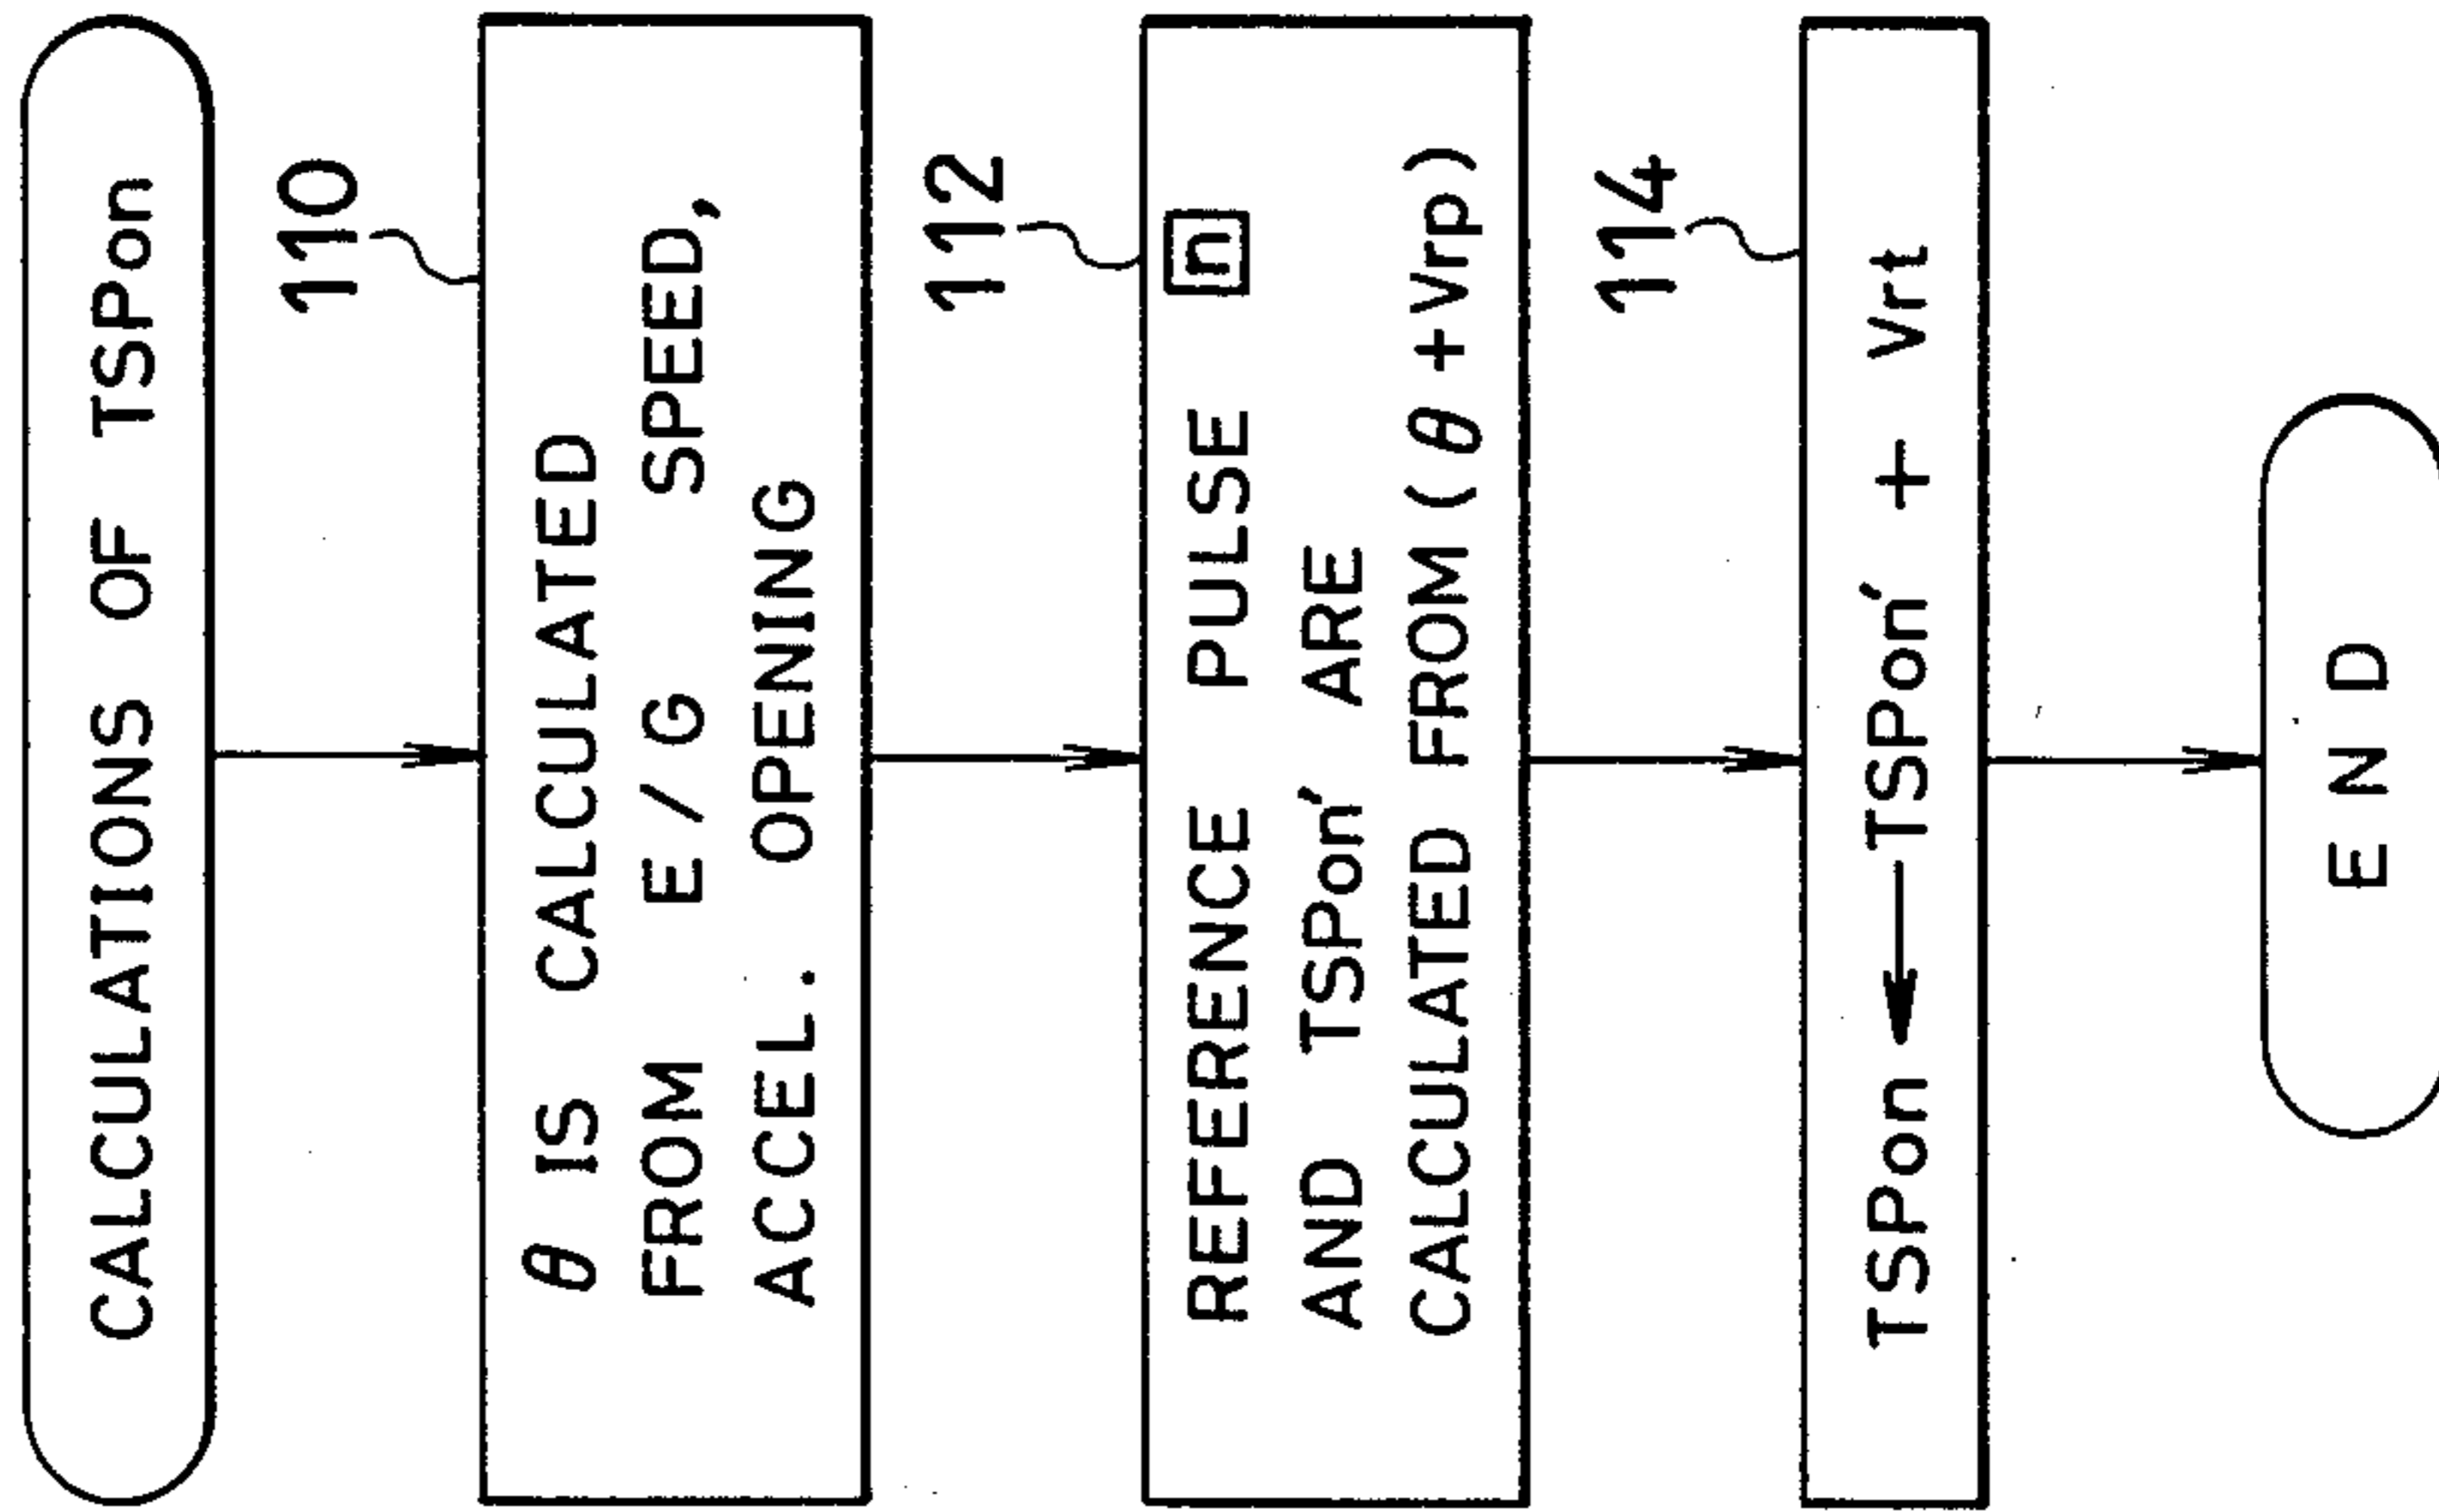 CALCULATIONS OF TSPon
110
θ IS CALCULATED
FROM E/G SPEED,
ACCEL. OPENING
112
REFERENCE PULSE n
AND TSPon' ARE
CALCULATED FROM (θ +Vrp)
114
TSPon ← TSPon' + Vrt
END